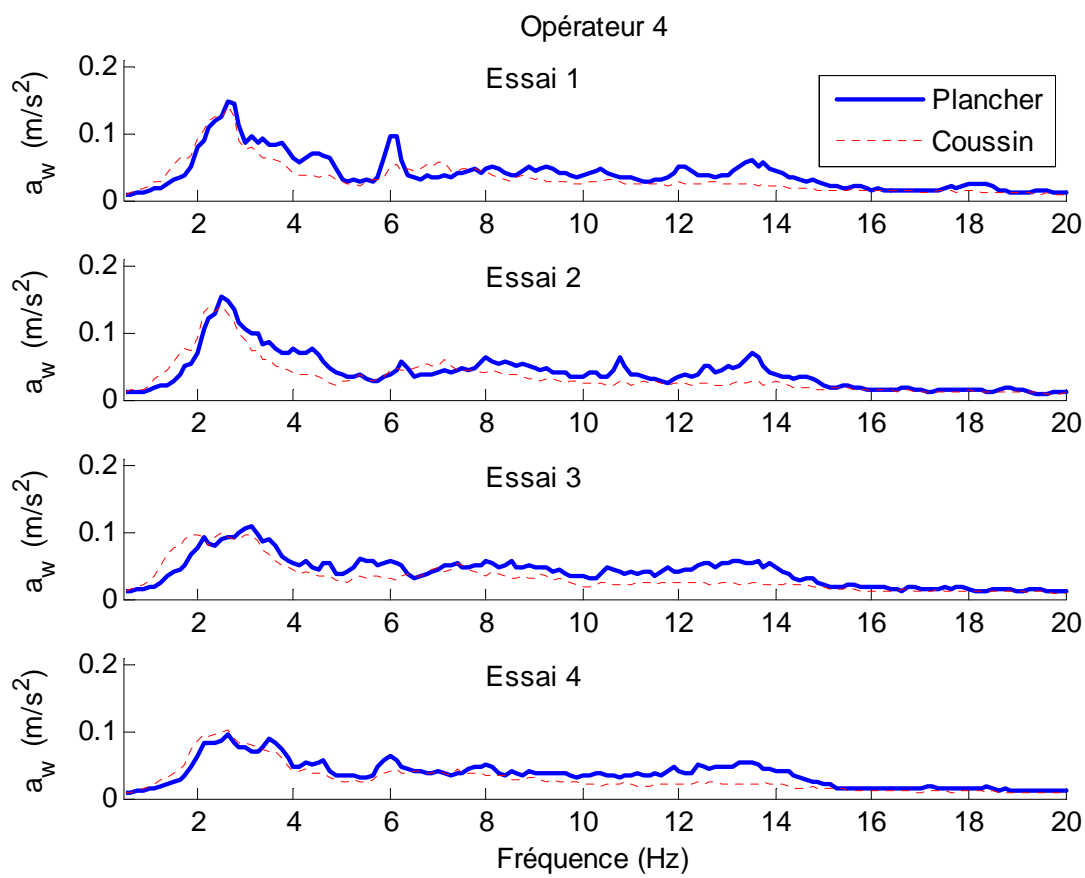 Opérateur 4
Essai 1
Plancher
Coussin
a_w (m/s²)
0.2
0.1
0
2 4 6 8 10 12 14 16 18 20
Essai 2
a_w (m/s²)
0.2
0.1
0
2 4 6 8 10 12 14 16 18 20
Essai 3
a_w (m/s²)
0.2
0.1
0
2 4 6 8 10 12 14 16 18 20
Essai 4
a_w (m/s²)
0.2
0.1
0
2 4 6 8 10 12 14 16 18 20
Fréquence (Hz)